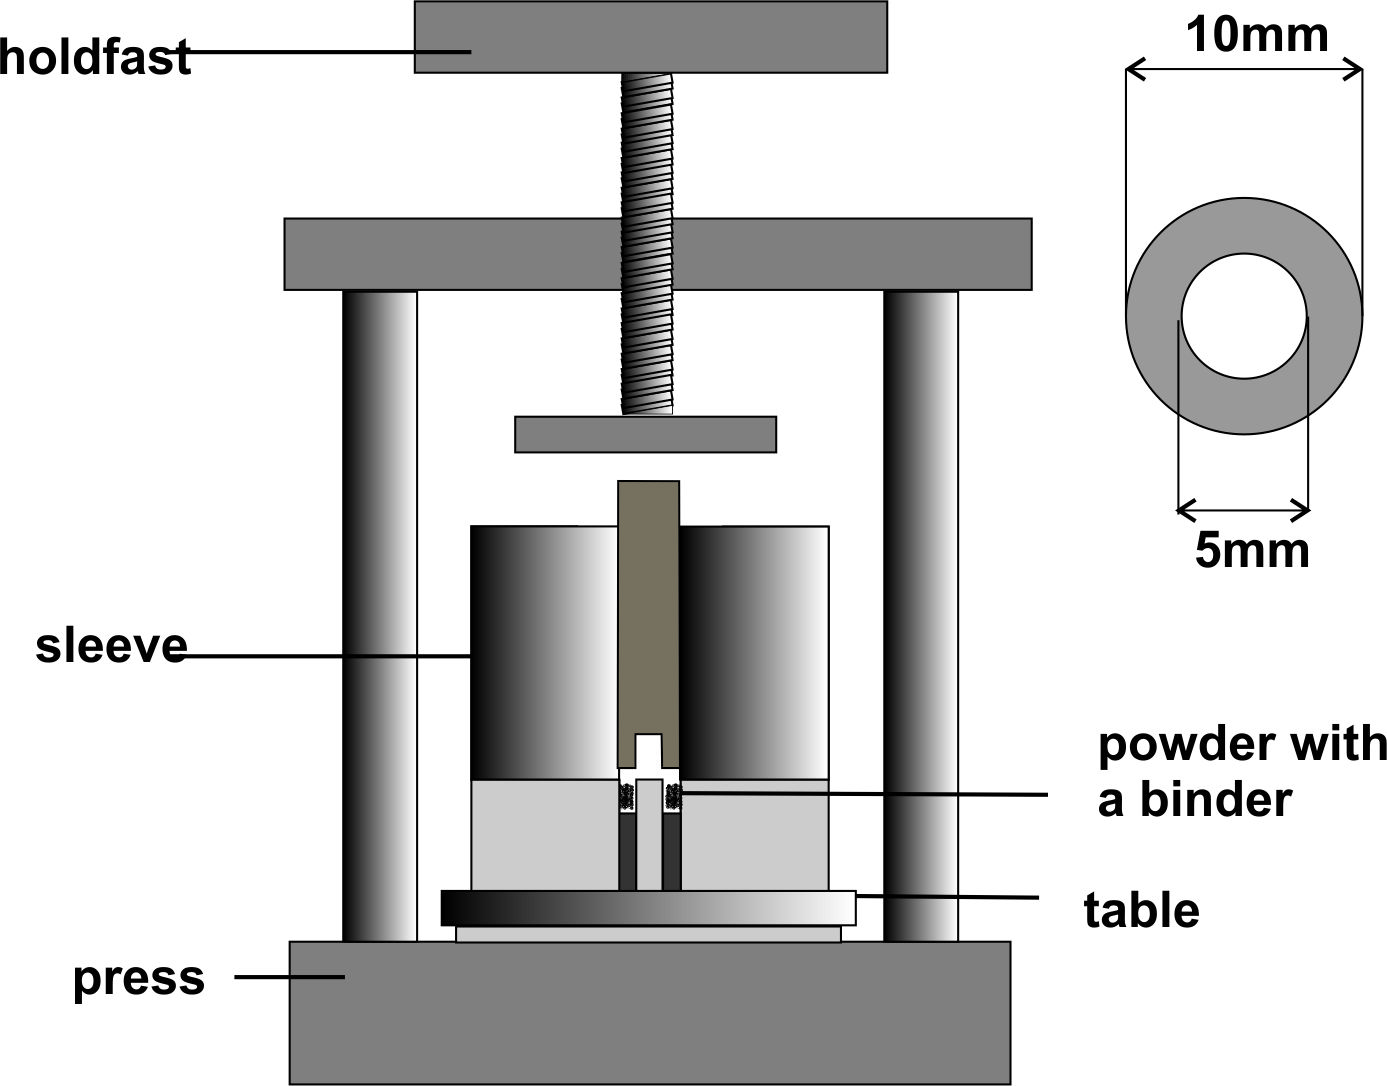 holdfast
10mm
5mm
sleeve
powder with
a binder
table
press